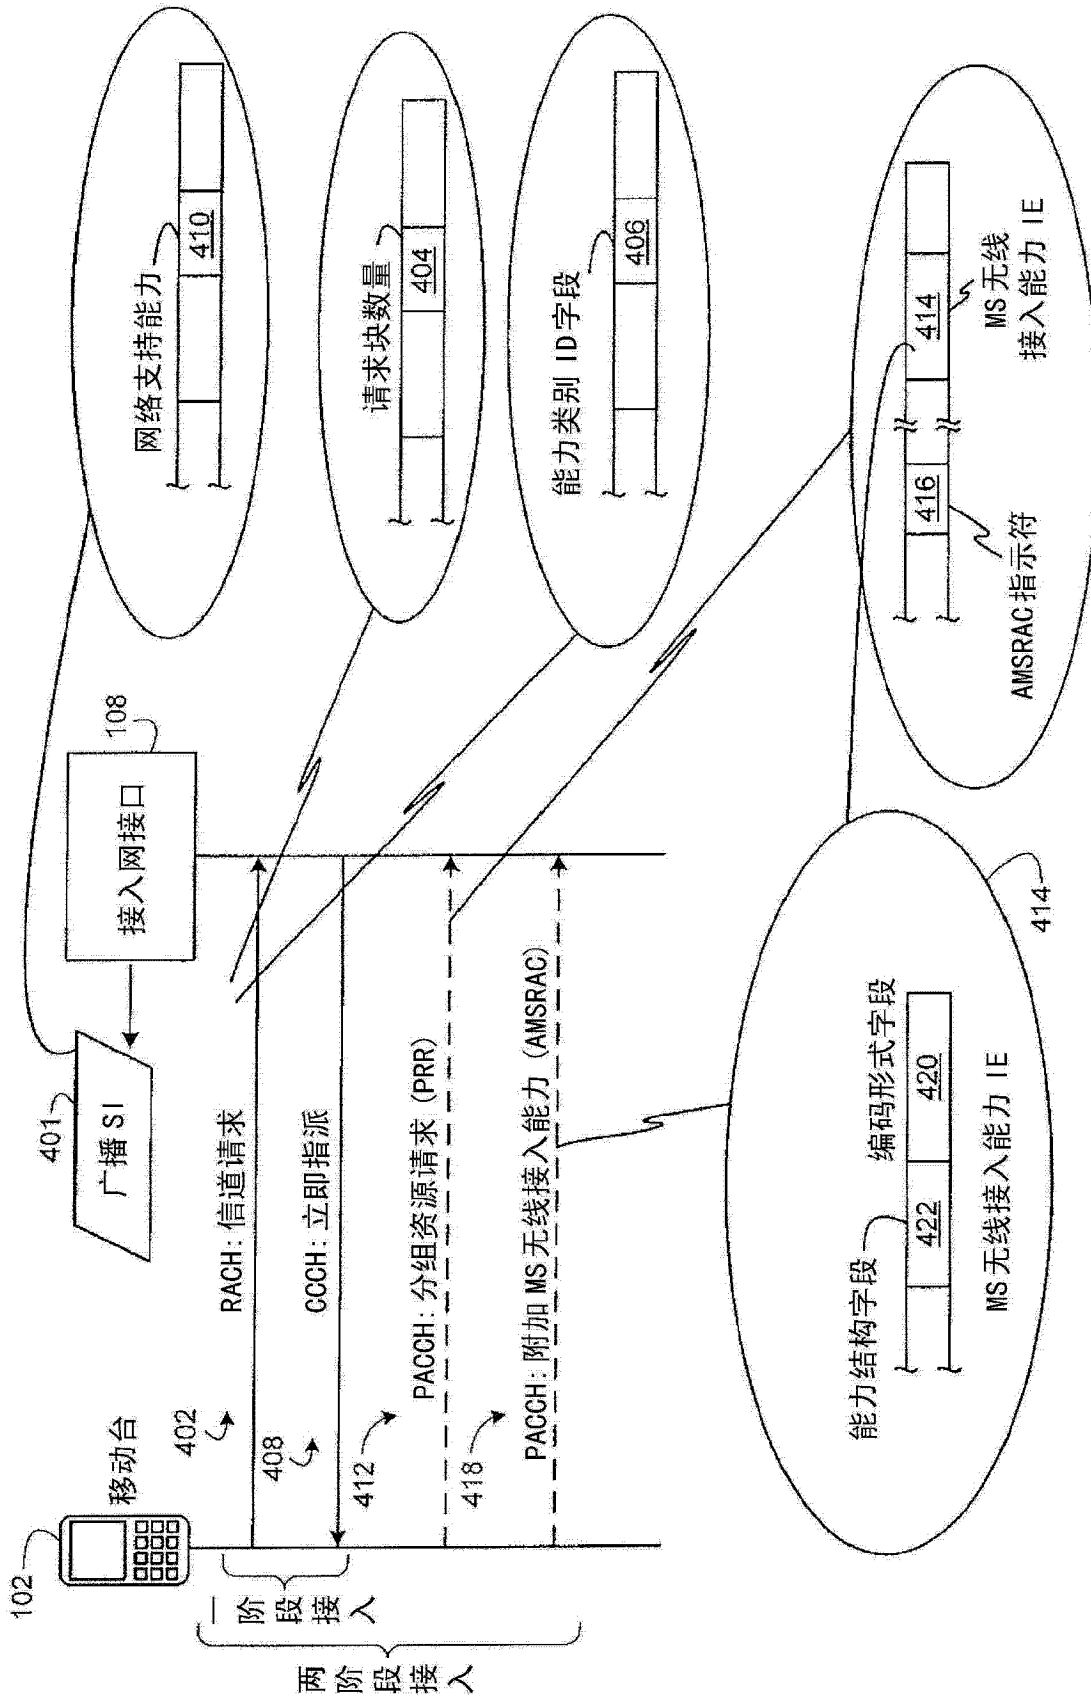 102
移动台
接入网接口
108
401
广播 SI
网络支持能力
410
402
RACH: 信道请求
请求块数量
404
408
CCCH: 立即指派
能力类别 ID 字段
406
412
PACCH: 分组资源请求 (PRR)
418
PACCH: 附加 MS 无线接入能力 (AMSRAC)
一阶段接入
两阶段接入
416
414
AMSRAC 指示符
MS 无线
接入能力 IE
能力结构字段
编码形式字段
422
420
MS 无线接入能力 IE
414